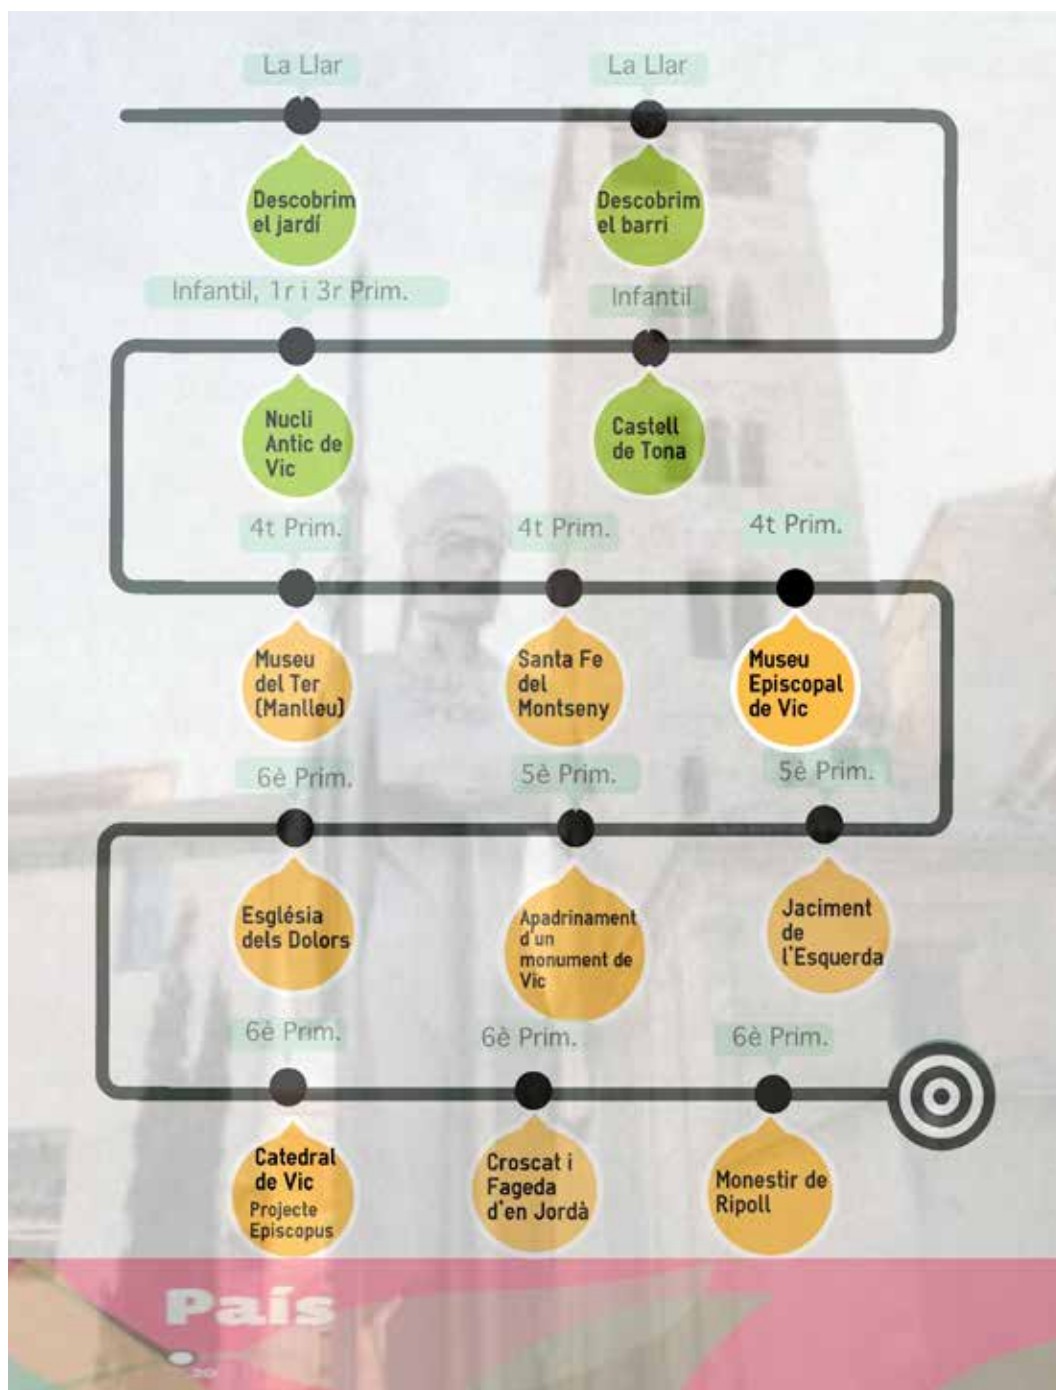 La Llar
La Llar
Descobrim
el jardí
Descobrim
el barri
Infantil, 1r i 3r Prim.
Infantil
Nucli
Antic de
Vic
Castell
de Tona
4t Prim.
4t Prim.
4t Prim.
Museu
del Ter
(Manlleu)
Santa Fe
del
Montseny
Museu
Episcopal
de Vic
6è Prim.
5è Prim.
5è Prim.
Església
dels Dolors
Apadrinament
d'un
monument de
Vic
Jaciment
de
l'Esquerda
6è Prim.
6è Prim.
6è Prim.
Catedral
de Vic
Projecte
Episcopus
Croscat i
Fageda
d'en Jordà
Monestir de
Ripoll
País